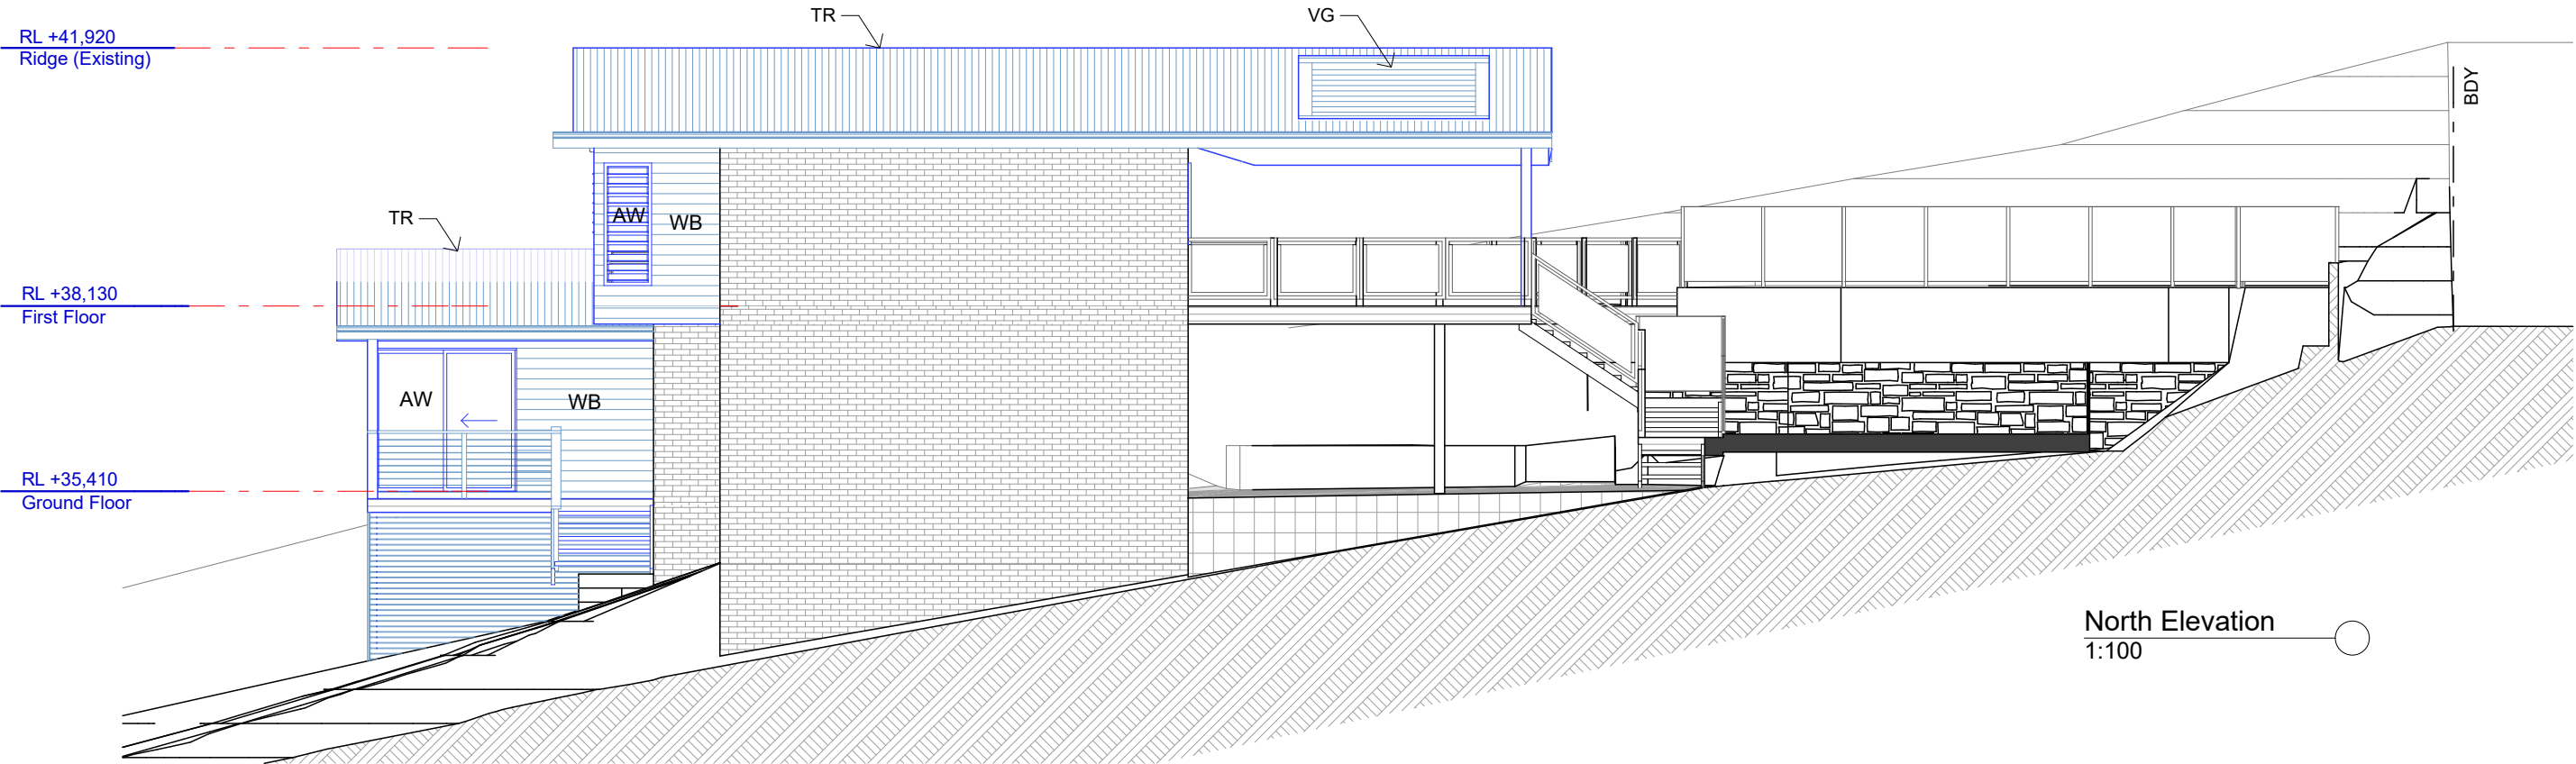 TR
VG
RL +41,920
Ridge (Existing)
BDY
TR
AW
WB
RL +38,130
First Floor
AW
WB
RL +35,410
Ground Floor
North Elevation
1:100